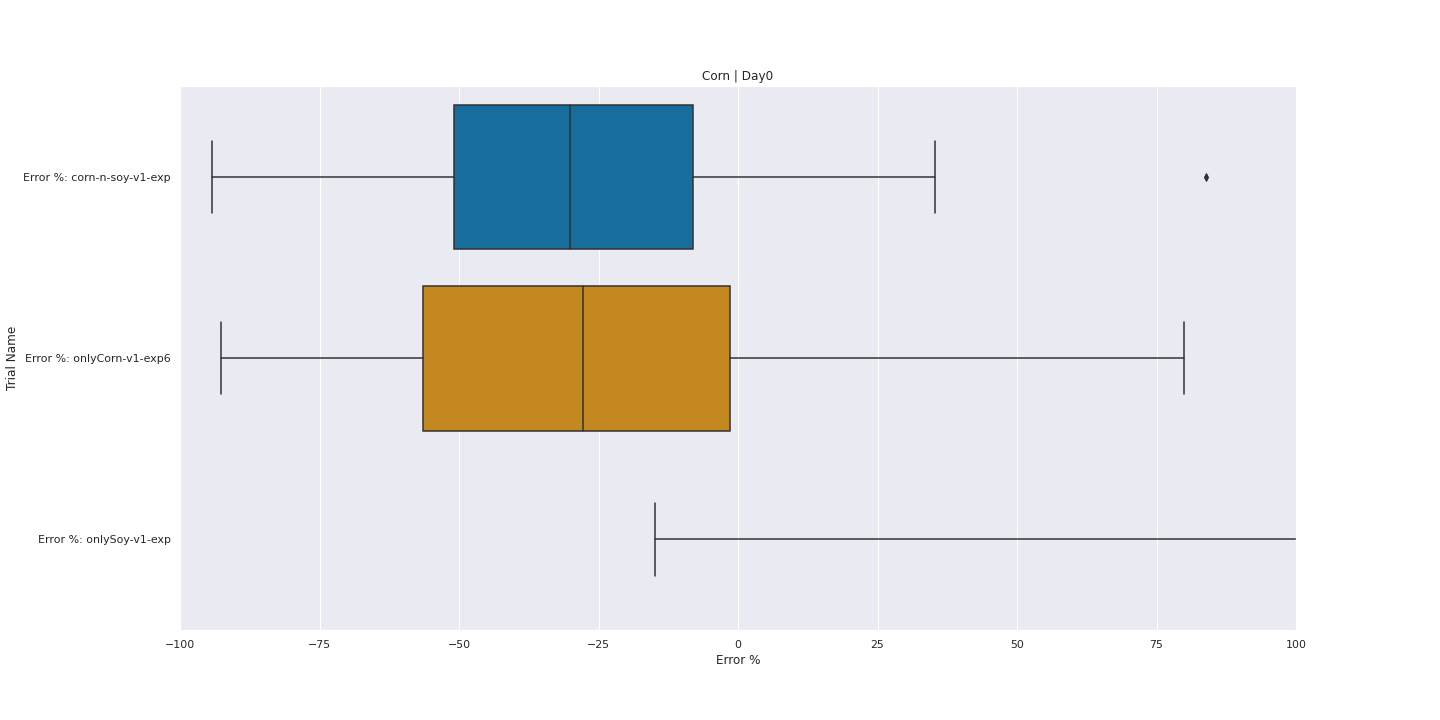 Corn | Day0
Trial Name
Error %: corn-n-soy-v1-exp
Error %: onlyCorn-v1-exp6
Error %: onlySoy-v1-exp
−100 −75 −50 −25 0 25 50 75 100
Error %